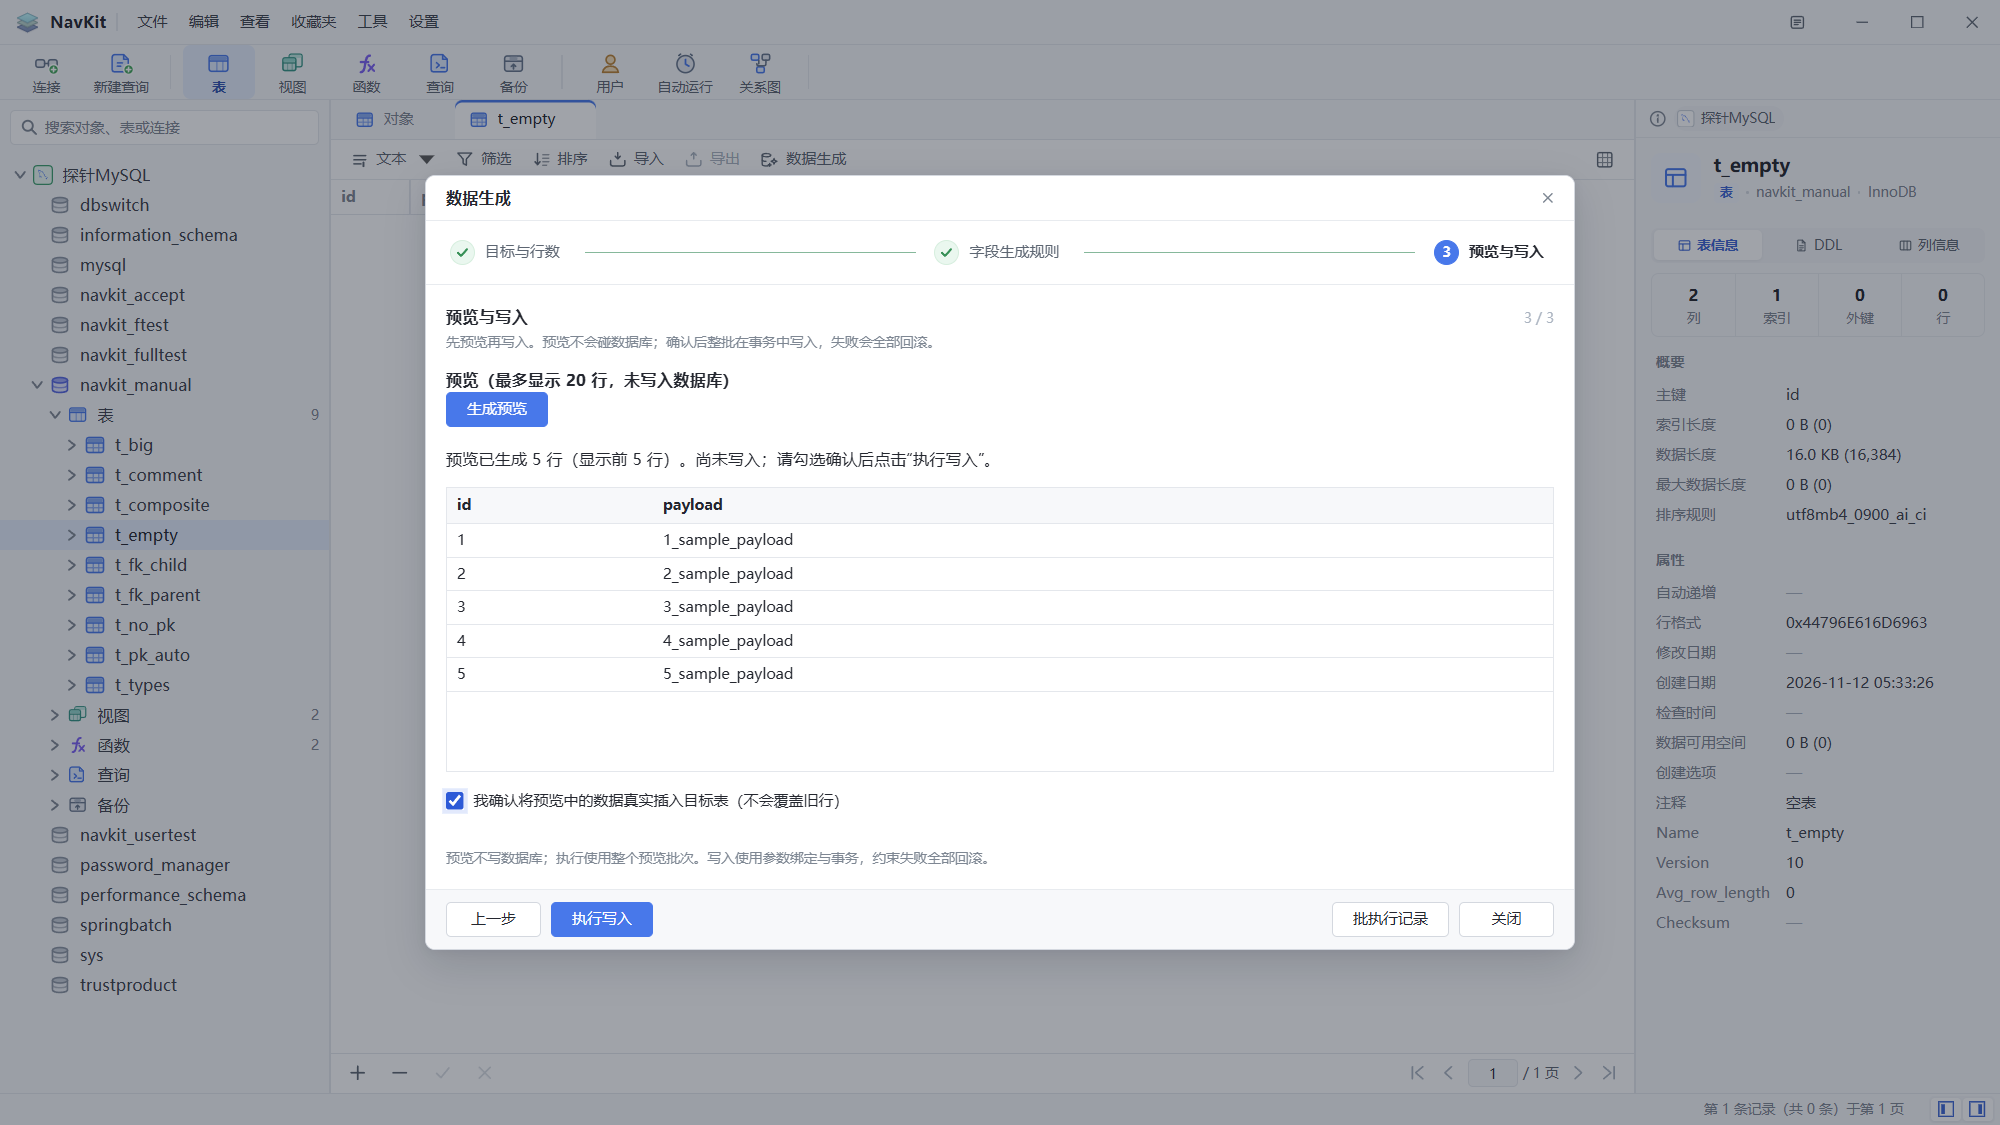 NavKit 文件 编辑 查看 收藏夹 工具 设置
连接 新建查询 表 视图 函数 查询 备份 用户 自动运行 关系图
搜索对象、表或连接
探针MySQL
dbswitch
information_schema
mysql
navkit_accept
navkit_ftest
navkit_fulltest
navkit_manual
表 9
t_big
t_comment
t_composite
t_empty
t_fk_child
t_fk_parent
t_no_pk
t_pk_auto
t_types
视图 2
函数 2
查询
备份
navkit_usertest
password_manager
performance_schema
springbatch
sys
trustproduct
对象 t_empty
文本 筛选 排序 导入 导出 数据生成
id
数据生成
目标与行数 字段生成规则 3 预览与写入
预览与写入 3 / 3
先预览再写入。预览不会碰数据库；确认后整批在事务中写入，失败会全部回滚。
预览（最多显示 20 行，未写入数据库）
生成预览
预览已生成 5 行（显示前 5 行）。尚未写入；请勾选确认后点击“执行写入”。
id payload
1 1_sample_payload
2 2_sample_payload
3 3_sample_payload
4 4_sample_payload
5 5_sample_payload
我确认将预览中的数据真实插入目标表（不会覆盖旧行）
预览不写数据库；执行使用整个预览批次。写入使用参数绑定与事务，约束失败全部回滚。
上一步 执行写入 批执行记录 关闭
1 / 1 页
第 1 条记录（共 0 条）于第 1 页
探针MySQL
t_empty
表 · navkit_manual · InnoDB
表信息 DDL 列信息
2 1 0 0
列 索引 外键 行
概要
主键 id
索引长度 0 B (0)
数据长度 16.0 KB (16,384)
最大数据长度 0 B (0)
排序规则 utf8mb4_0900_ai_ci
属性
自动递增 —
行格式 0x44796E616D6963
修改日期 —
创建日期 2026-11-12 05:33:26
检查时间 —
数据可用空间 0 B (0)
创建选项 —
注释 空表
Name t_empty
Version 10
Avg_row_length 0
Checksum —